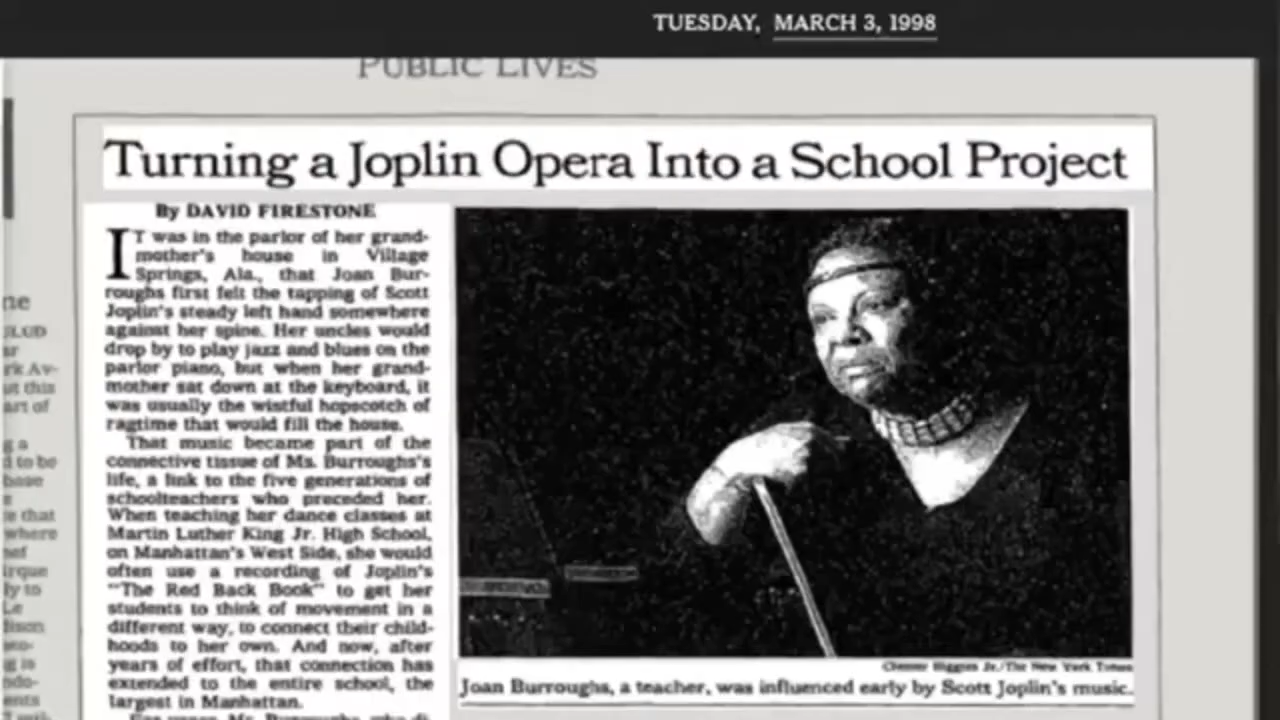 TUESDAY, MARCH 3, 1998
PUBLIC LIVES
Turning a Joplin Opera Into a School Project
By DAVID FIRESTONE
IT was in the parlor of her grand-
mother's house in Village
Springs, Ala., that Joan Bur-
roughs first felt the tapping of Scott
Joplin's steady left hand somewhere
against her spine. Her uncles would
drop by to play jazz and blues on the
parlor piano, but when her grand-
mother sat down at the keyboard, it
was usually the wistful hopscotch of
ragtime that would fill the house.
That music became part of the
connective tissue of Ms. Burroughs's
life, a link to the five generations of
schoolteachers who preceded her.
When teaching her dance classes at
Martin Luther King Jr. High School,
on Manhattan's West Side, she would
often use a recording of Joplin's
"The Red Back Book" to get her
students to think of movement in a
different way, to connect their child-
hoods to her own. And now, after
years of effort, that connection has
extended to the entire school, the
largest in Manhattan.
Chester Higgins Jr./The New York Times
Joan Burroughs, a teacher, was influenced early by Scott Joplin's music.